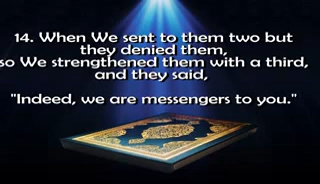 14. When We sent to them two but
they denied them,
so We strengthened them with a third,
and they said,
"Indeed, we are messengers to you."